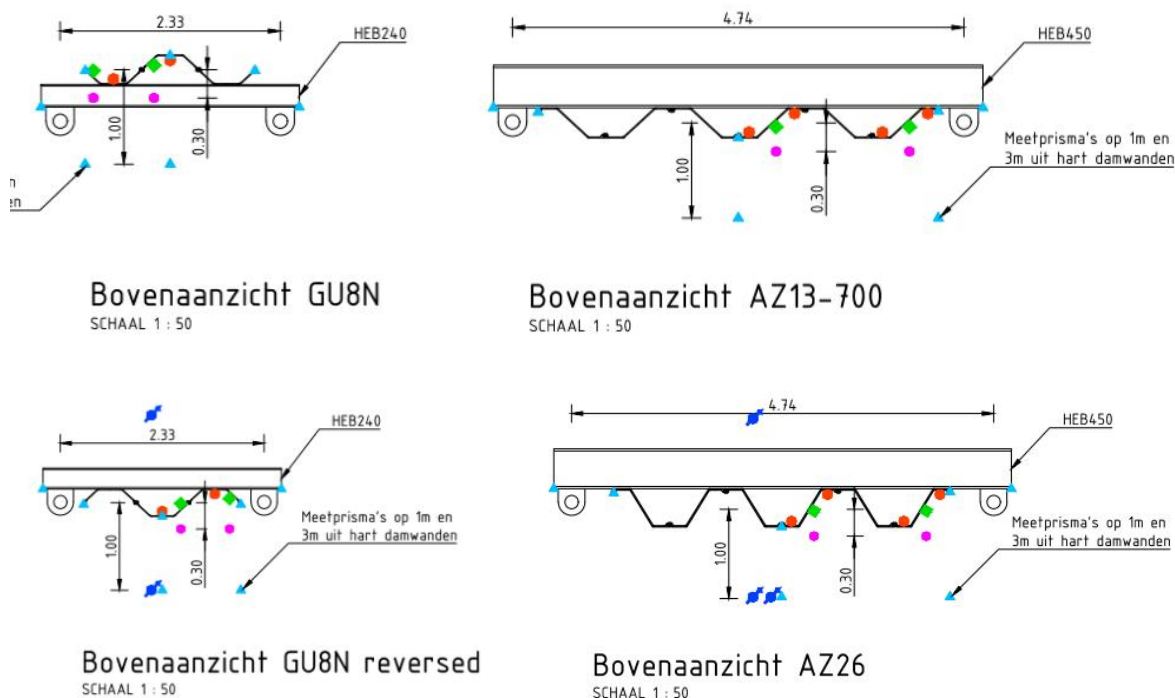 2.33
HEB240
1.00
0.30
n
en
Bovenaanzicht GU8N
SCHAAL 1 : 50
4.74
HEB450
1.00
0.30
Meetprisma's op 1m en
3m uit hart damwanden
Bovenaanzicht AZ13-700
SCHAAL 1 : 50
2.33
HEB240
1.00
0.30
Meetprisma's op 1m en
3m uit hart damwanden
Bovenaanzicht GU8N reversed
SCHAAL 1 : 50
4.74
HEB450
1.00
0.30
Meetprisma's op 1m en
3m uit hart damwanden
Bovenaanzicht AZ26
SCHAAL 1 : 50